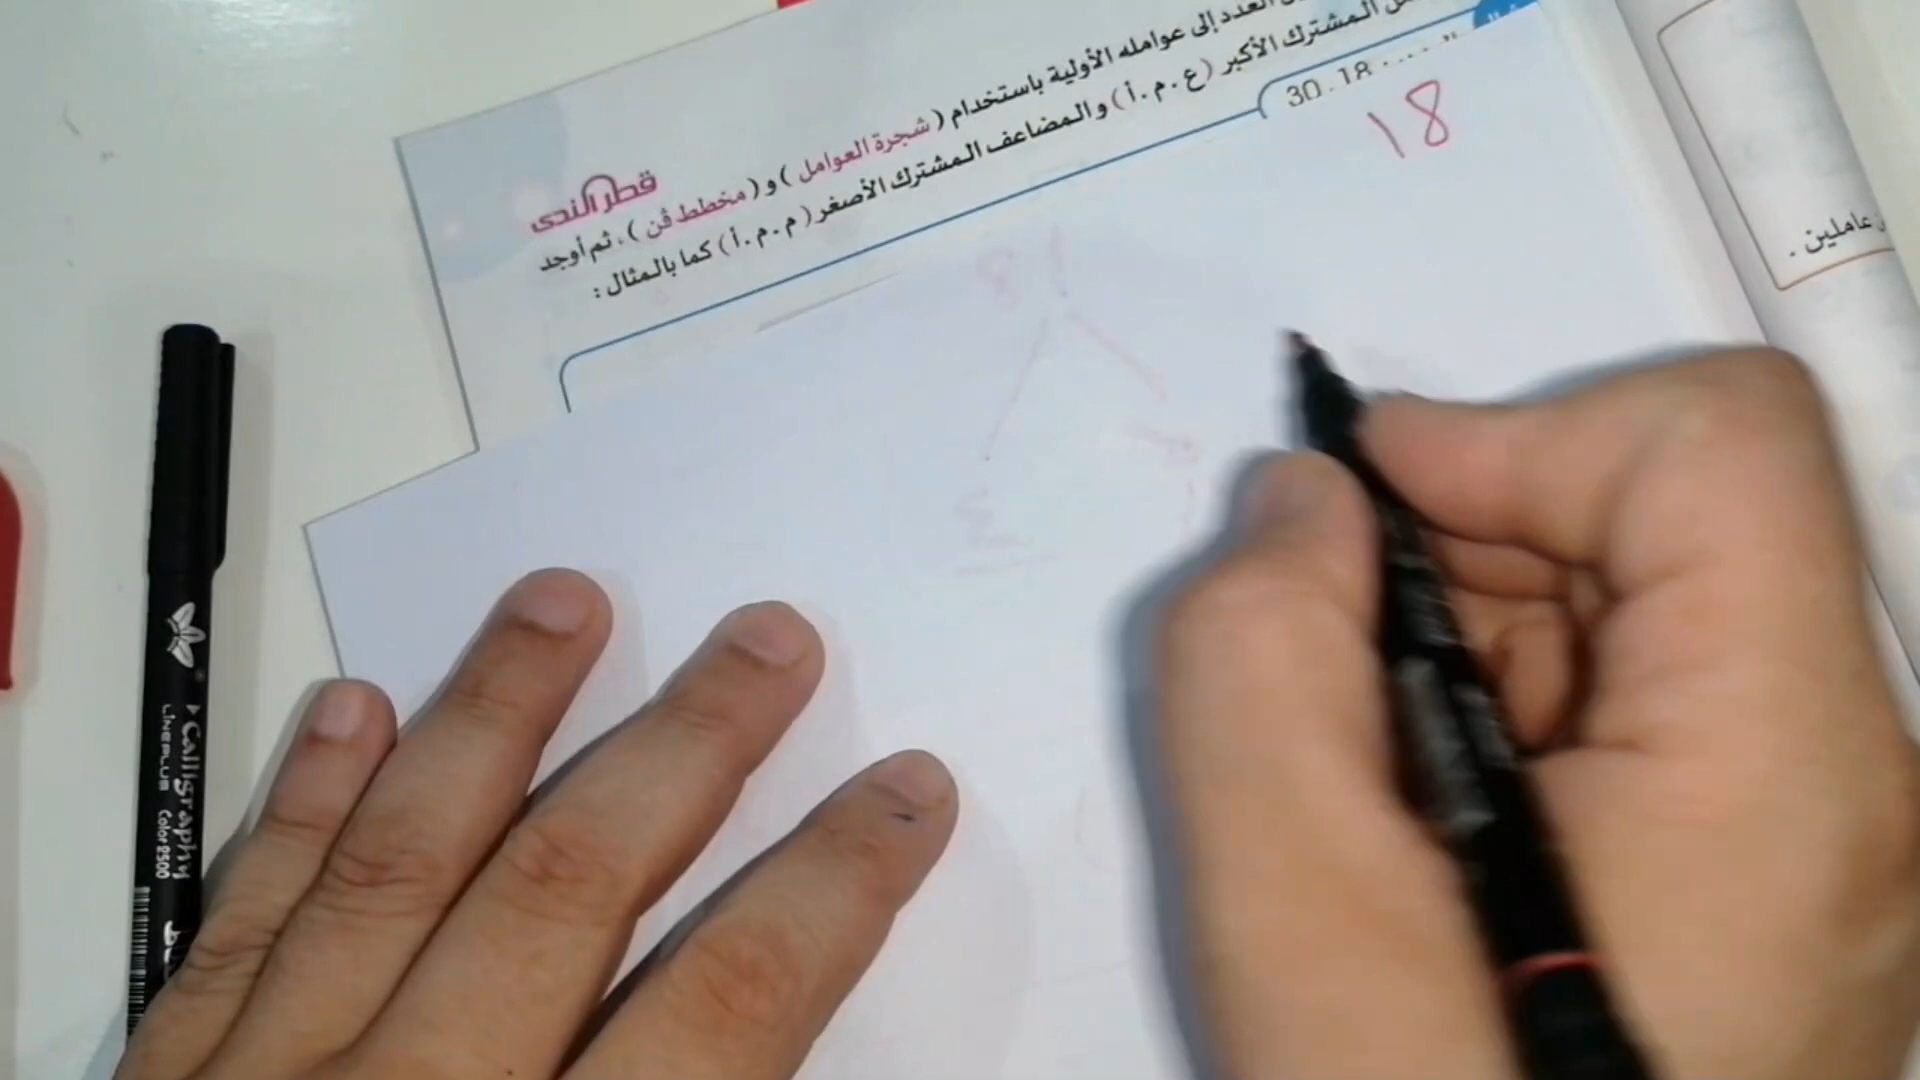 العدد إلى عوامله الأولية باستخدام ( شجرة العوامل ) و ( مخطط ڤن ) ، ثم أوجد
المشترك الأكبر ( ع . م . أ ) والمضاعف المشترك الأصغر ( م . م . أ ) كما بالمثال :
30 . 18
قطر الندى
18
عاملين .
Calligraphy
LINEPLUS Color 2500